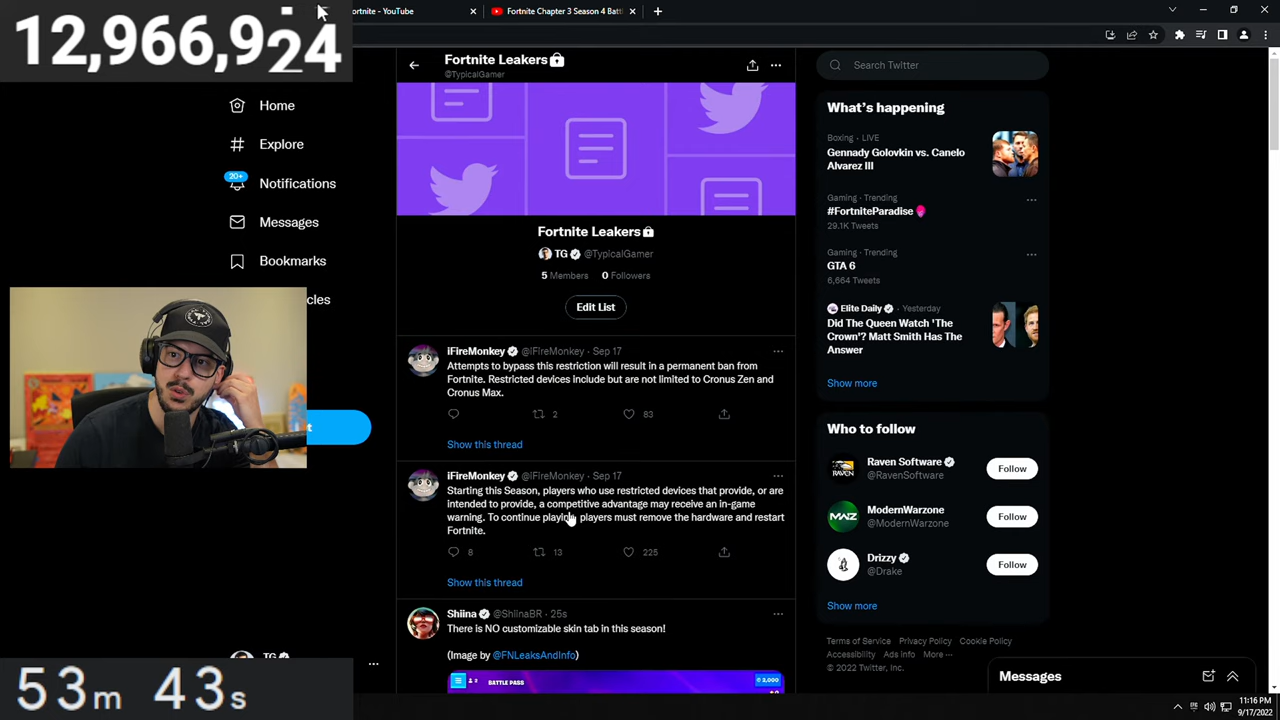 12,966,924
ortnite - YouTube
Fortnite Chapter 3 Season 4 Battl
Fortnite Leakers
@TypicalGamer
Home
Explore
20+
Notifications
Messages
Bookmarks
cles
t
TG
53m 43s
Fortnite Leakers
TG @TypicalGamer
5 Members 0 Followers
Edit List
iFireMonkey @iFireMonkey · Sep 17
Attempts to bypass this restriction will result in a permanent ban from
Fortnite. Restricted devices include but are not limited to Cronus Zen and
Cronus Max.
2 83
Show this thread
iFireMonkey @iFireMonkey · Sep 17
Starting this Season, players who use restricted devices that provide, or are
intended to provide, a competitive advantage may receive an in-game
warning. To continue playing, players must remove the hardware and restart
Fortnite.
8 13 225
Show this thread
Shiina @ShiinaBR · 25s
There is NO customizable skin tab in this season!
(Image by @FNLeaksAndInfo)
BATTLE PASS
2,000
Search Twitter
What's happening
Boxing · LIVE
Gennady Golovkin vs. Canelo
Alvarez III
Gaming · Trending
#FortniteParadise
29.1K Tweets
Gaming · Trending
GTA 6
6,664 Tweets
Elite Daily · Yesterday
Did The Queen Watch 'The
Crown'? Matt Smith Has The
Answer
Show more
Who to follow
Raven Software
@RavenSoftware
Follow
ModernWarzone
@ModernWarzone
Follow
Drizzy
@Drake
Follow
Show more
Terms of Service Privacy Policy Cookie Policy
Accessibility Ads info More ···
© 2022 Twitter, Inc.
Messages
11:16 PM
9/17/2022